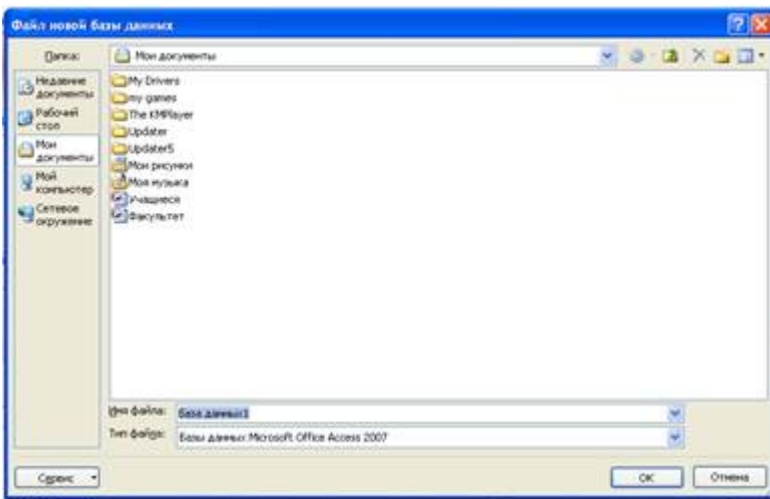 Файл новой базы данных
Папка:
Мои документы
Недавние
документы
Рабочий
стол
Мои
документы
Мой
компьютер
Сетевое
окружение
My Drivers
my games
The KMPlayer
Updater
Updater5
Мои рисунки
Моя музыка
Учащиеся
Факультет
Имя файла:
База данных1
Тип файла:
Базы данных Microsoft Office Access 2007
Сервис
ОК
Отмена